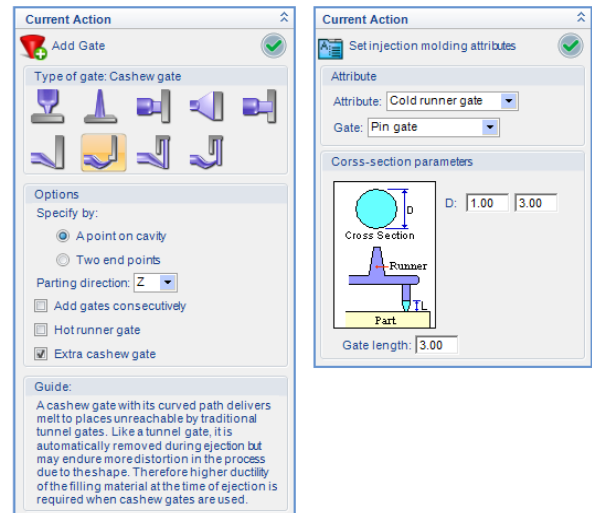 Current Action
Add Gate
Type of gate: Cashew gate
Options
Specify by:
A point on cavity
Two end points
Parting direction: Z
Add gates consecutively
Hot runner gate
Extra cashew gate
Guide:
A cashew gate with its curved path delivers
melt to places unreachable by traditional
tunnel gates. Like a tunnel gate, it is
automatically removed during ejection but
may endure more distortion in the process
due to the shape. Therefore higher ductility
of the filling material at the time of ejection is
required when cashew gates are used.
Current Action
Set injection molding attributes
Attribute
Attribute: Cold runner gate
Gate: Pin gate
Corss-section parameters
D
Cross Section
D: 1.00 3.00
Runner
L
Part
Gate length: 3.00